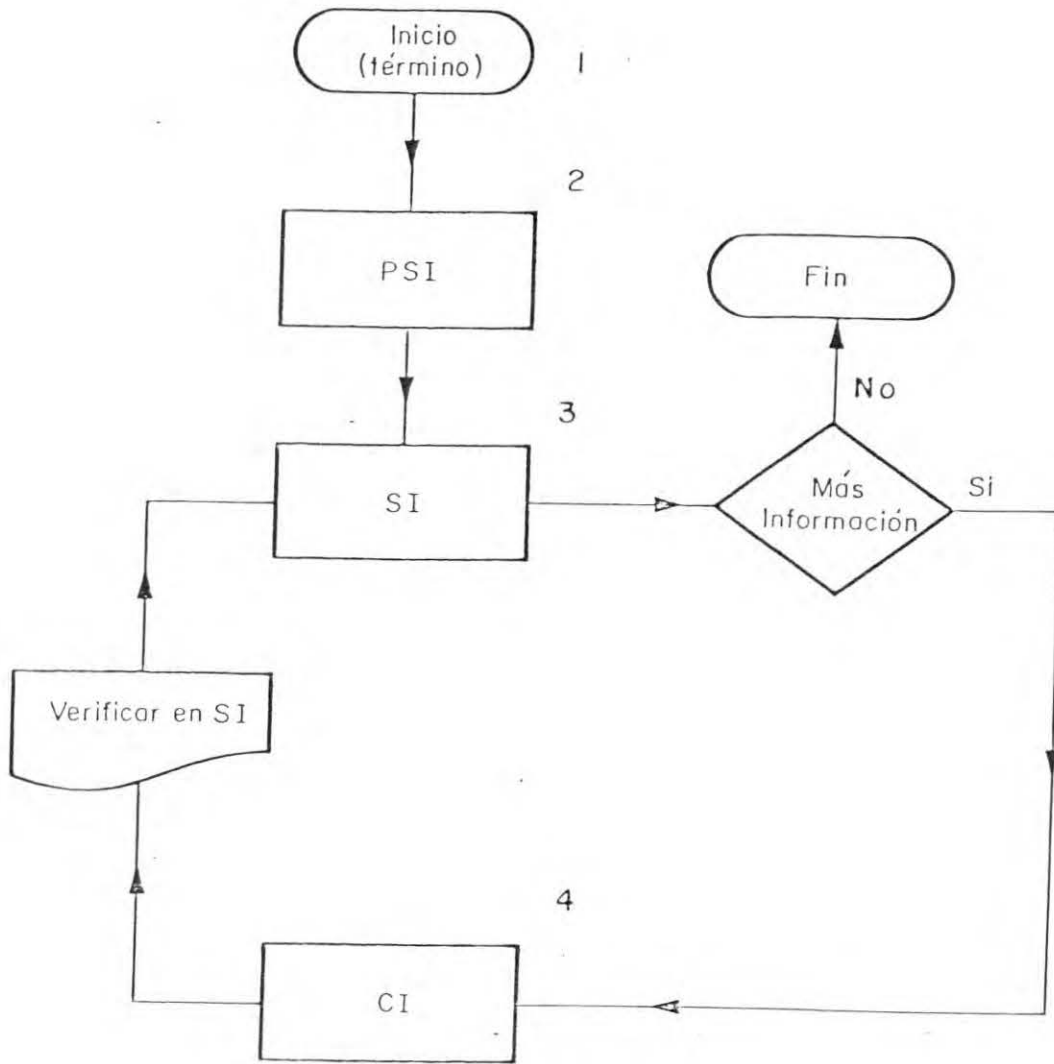 Inicio
(término)
1
2
PSI
Fin
No
3
SI
Más
Información
Si
Verificar en SI
4
CI